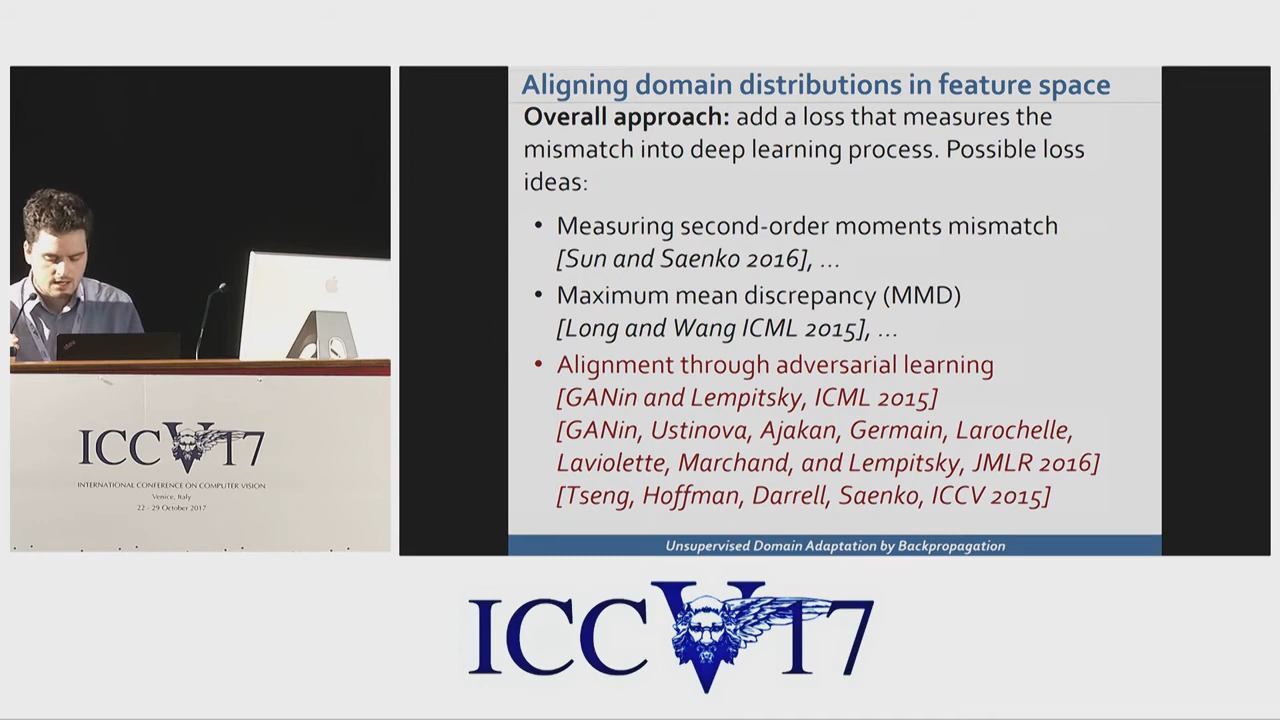 Aligning domain distributions in feature space
Overall approach: add a loss that measures the
mismatch into deep learning process. Possible loss
ideas:
• Measuring second-order moments mismatch
[Sun and Saenko 2016], ...
• Maximum mean discrepancy (MMD)
[Long and Wang ICML 2015], ...
• Alignment through adversarial learning
[GANin and Lempitsky, ICML 2015]
[GANin, Ustinova, Ajakan, Germain, Larochelle,
Laviolette, Marchand, and Lempitsky, JMLR 2016]
[Tseng, Hoffman, Darrell, Saenko, ICCV 2015]
Unsupervised Domain Adaptation by Backpropagation
ICCV17
INTERNATIONAL CONFERENCE ON COMPUTER VISION
Venice, Italy
22 - 29 October 2017
ICCV17